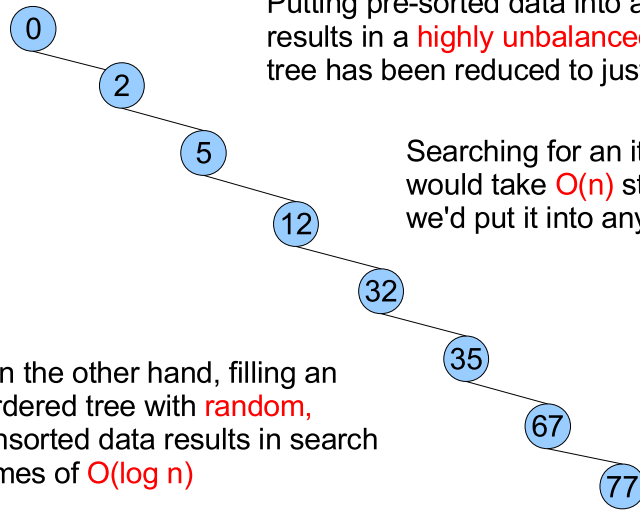 0
Putting pre-sorted data into a
results in a highly unbalanced
tree has been reduced to jus
2
Searching for an it
would take O(n) st
we'd put it into any
5
12
32
35
n the other hand, filling an
rdered tree with random,
nsorted data results in search
mes of O(log n)
67
77